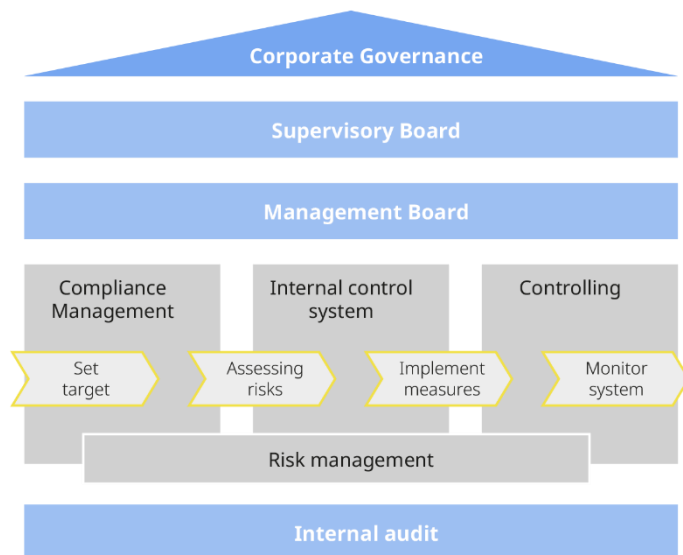 Corporate Governance
Supervisory Board
Management Board
Compliance
Management
Internal control
system
Controlling
Set
target
Assessing
risks
Implement
measures
Monitor
system
Risk management
Internal audit